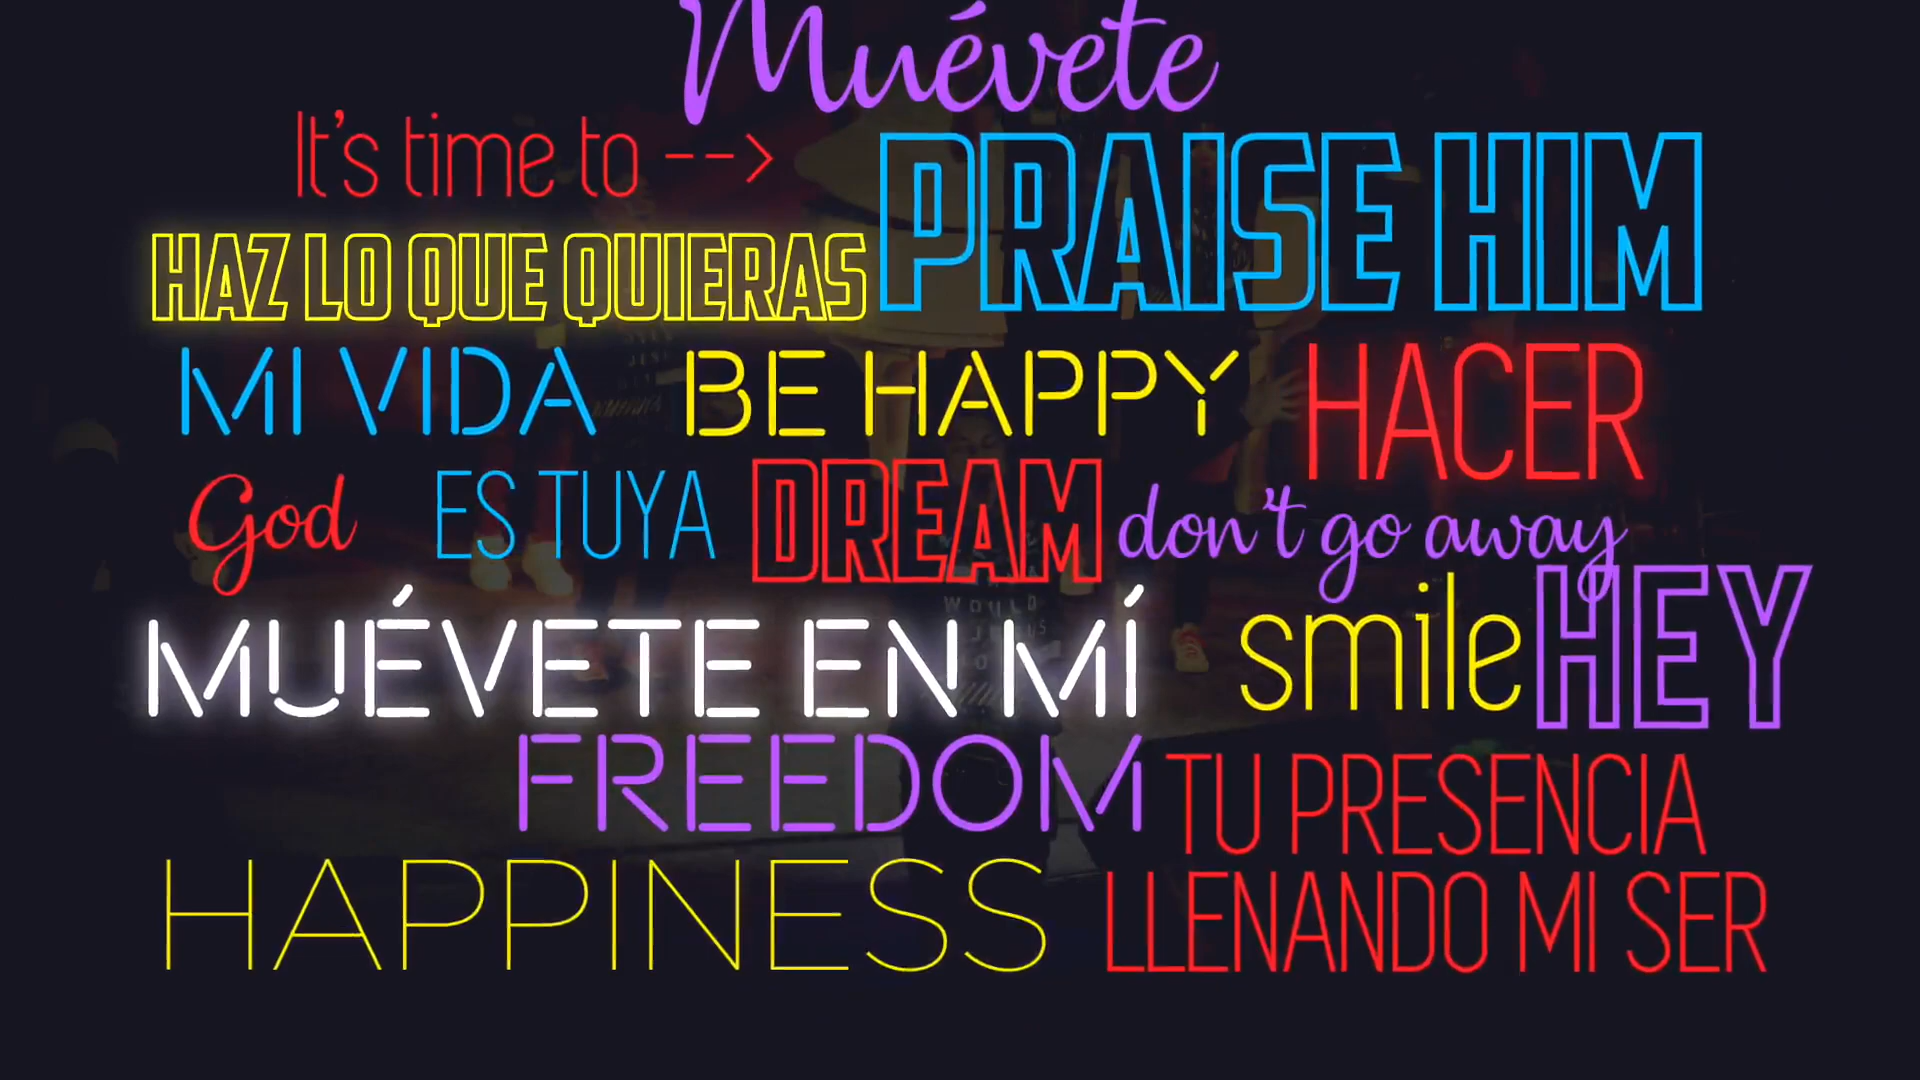 Muévete
It's time to -->
PRAISE HIM
HAZ LO QUE QUIERAS
MI VIDA
BE HAPPY
HACER
God
ES TUYA
DREAM
don't go away
MUÉVETE EN MÍ
smile
HEY
FREEDOM
TU PRESENCIA
HAPPINESS
LLENANDO MI SER
WOULD